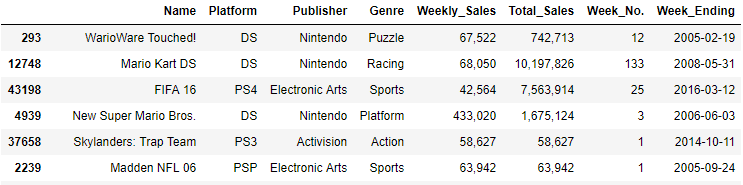 Name Platform Publisher Genre Weekly_Sales Total_Sales Week_No. Week_Ending
293 WarioWare Touched! DS Nintendo Puzzle 67,522 742,713 12 2005-02-19
12748 Mario Kart DS DS Nintendo Racing 68,050 10,197,826 133 2008-05-31
43198 FIFA 16 PS4 Electronic Arts Sports 42,564 7,563,914 25 2016-03-12
4939 New Super Mario Bros. DS Nintendo Platform 433,020 1,675,124 3 2006-06-03
37658 Skylanders: Trap Team PS3 Activision Action 58,627 58,627 1 2014-10-11
2239 Madden NFL 06 PSP Electronic Arts Sports 63,942 63,942 1 2005-09-24